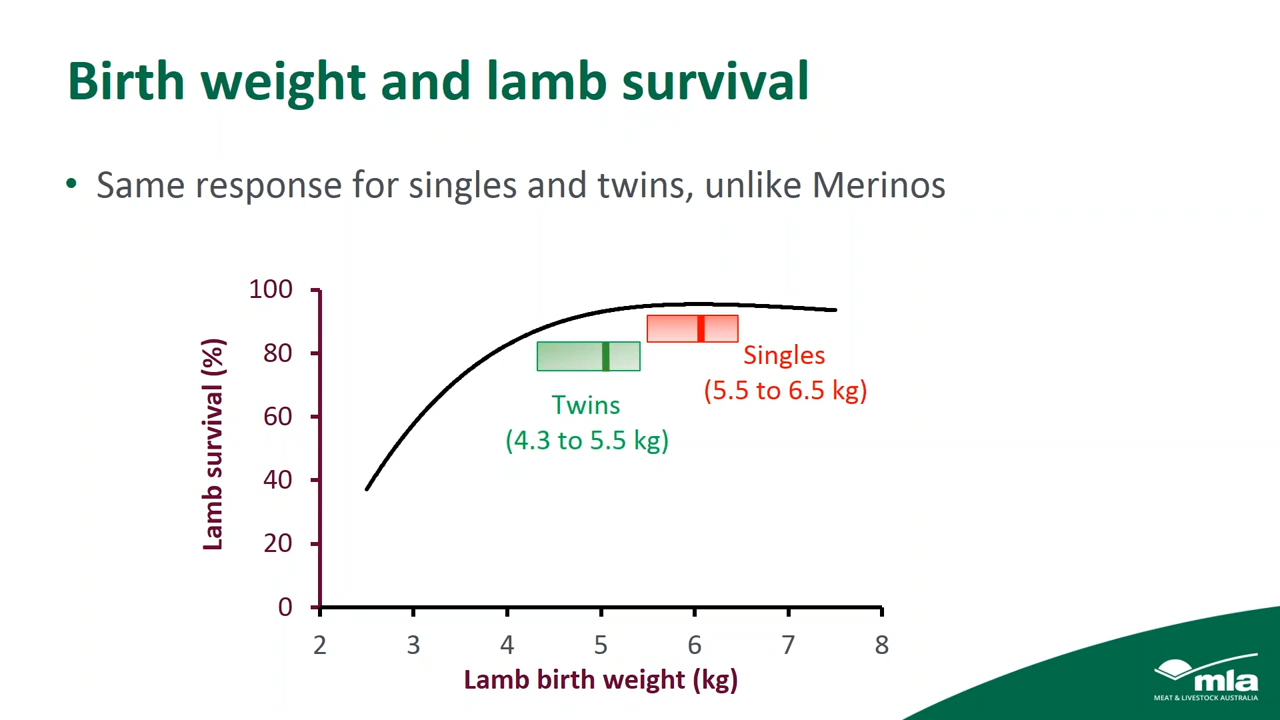 Birth weight and lamb survival
• Same response for singles and twins, unlike Merinos
Lamb survival (%)
100
80
60
40
20
0
Singles
(5.5 to 6.5 kg)
Twins
(4.3 to 5.5 kg)
2 3 4 5 6 7 8
Lamb birth weight (kg)
mla
MEAT & LIVESTOCK AUSTRALIA